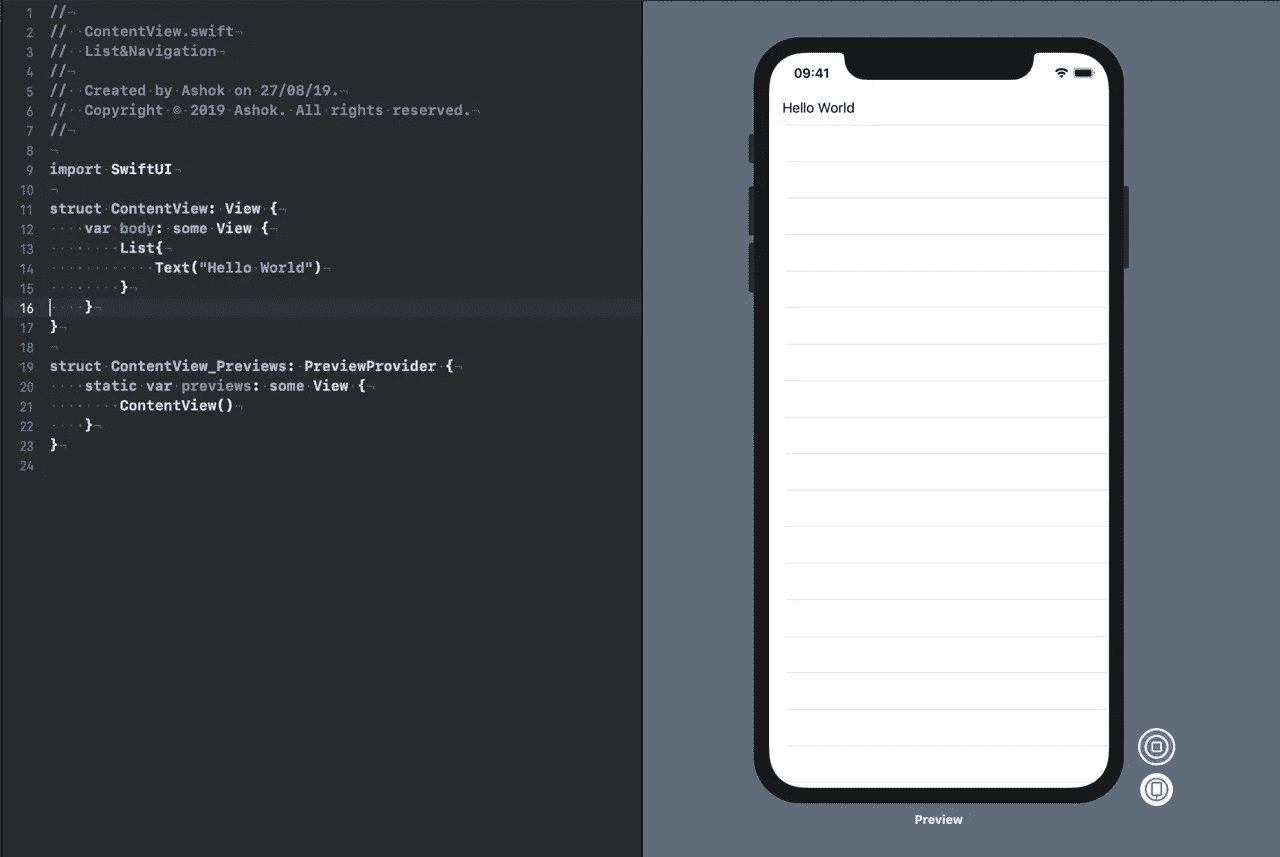 1 //
2 //  ContentView.swift
3 //  List&Navigation
4 //
5 //  Created by Ashok on 27/08/19.
6 //  Copyright © 2019 Ashok. All rights reserved.
7 //
8
9 import SwiftUI
10
11 struct ContentView: View {
12     var body: some View {
13         List{
14             Text("Hello World")
15         }
16     }
17 }
18
19 struct ContentView_Previews: PreviewProvider {
20     static var previews: some View {
21         ContentView()
22     }
23 }
24
09:41
Hello World
Preview